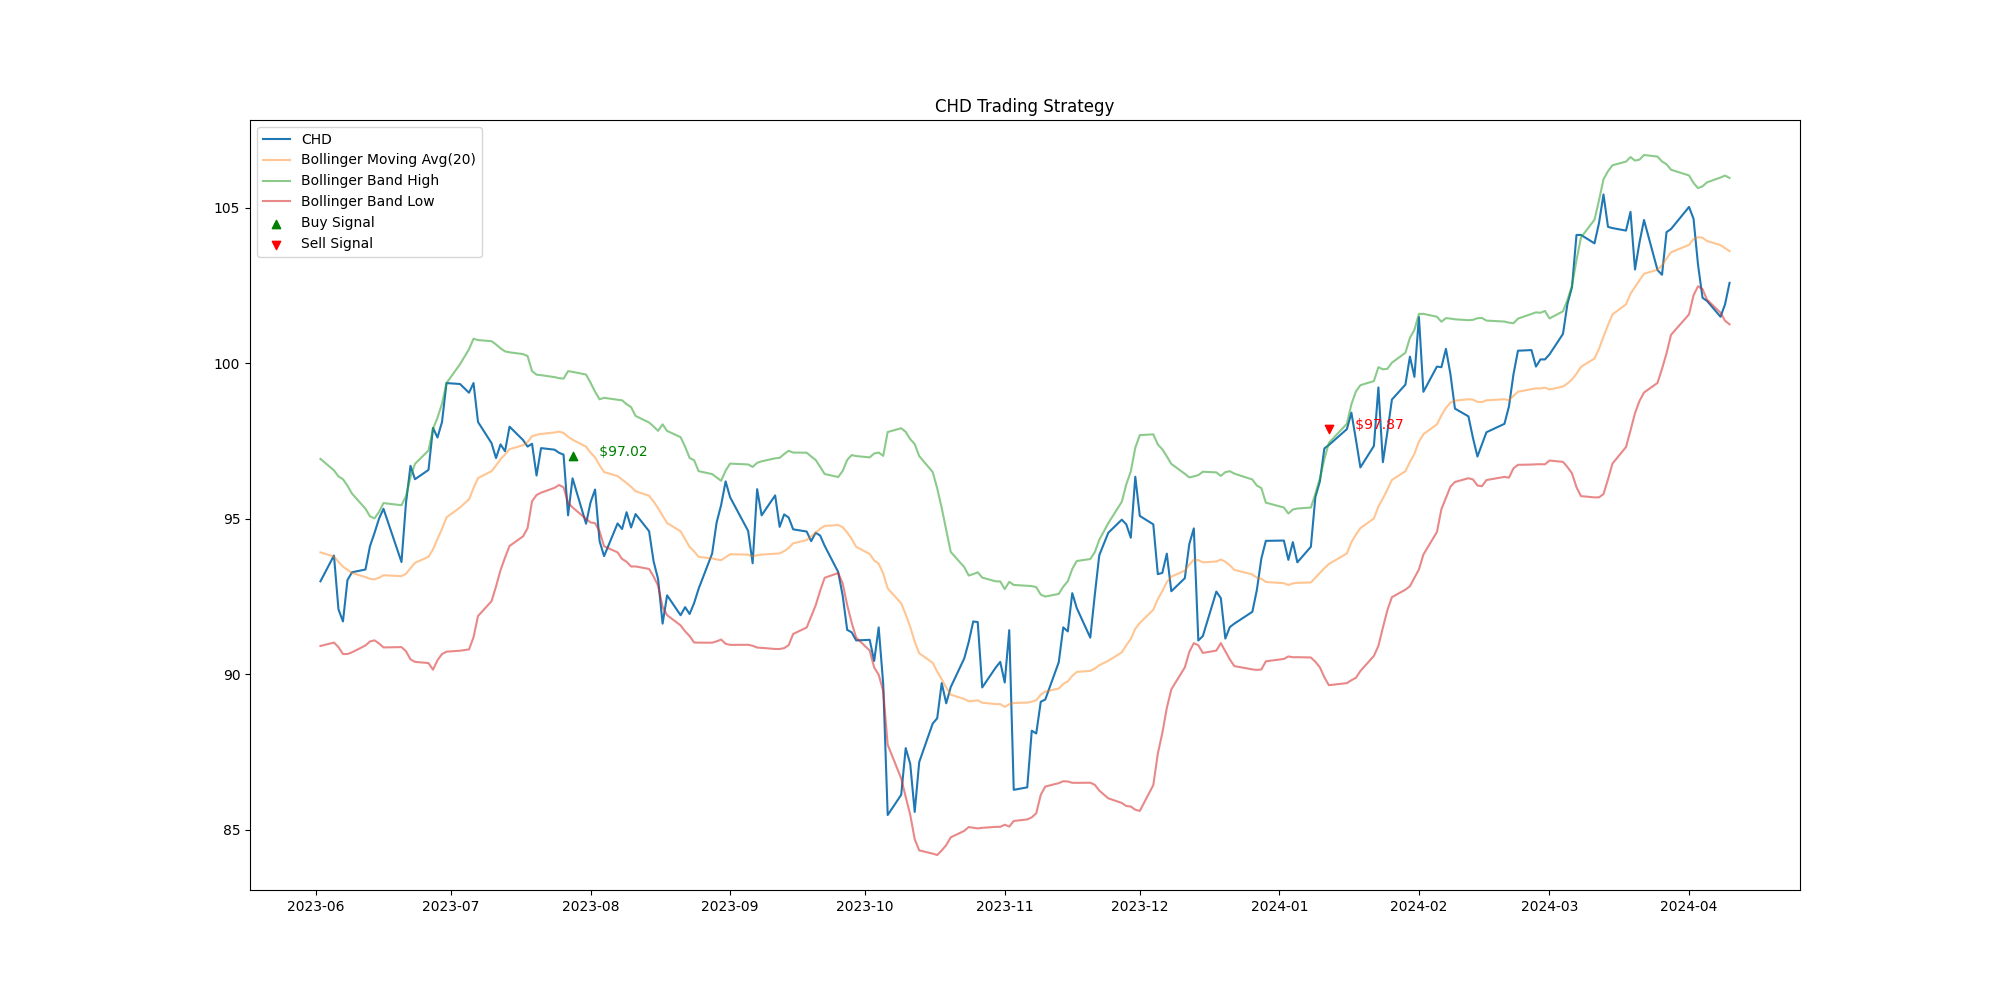 CHD Trading Strategy
CHD
Bollinger Moving Avg(20)
Bollinger Band High
Bollinger Band Low
Buy Signal
Sell Signal
105
100
95
90
85
$97.02
$97.87
2023-06 2023-07 2023-08 2023-09 2023-10 2023-11 2023-12 2024-01 2024-02 2024-03 2024-04